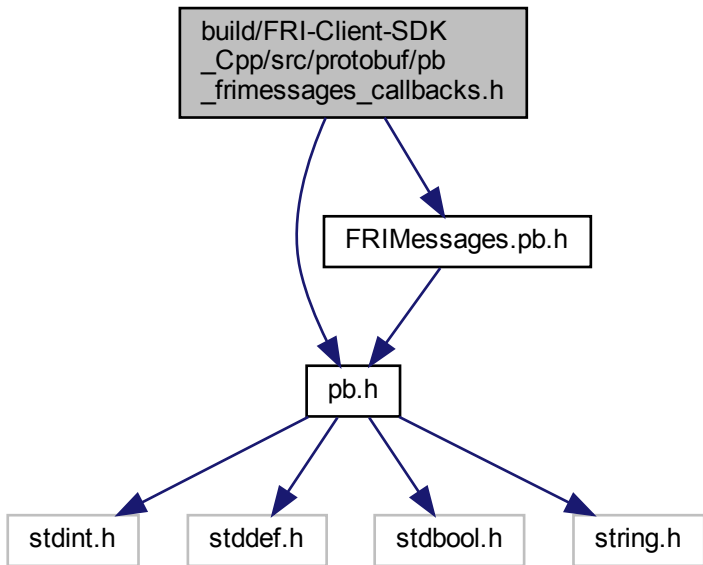 build/FRI-Client-SDK
_Cpp/src/protobuf/pb
_frimessages_callbacks.h
FRIMessages.pb.h
pb.h
stdint.h
stddef.h
stdbool.h
string.h